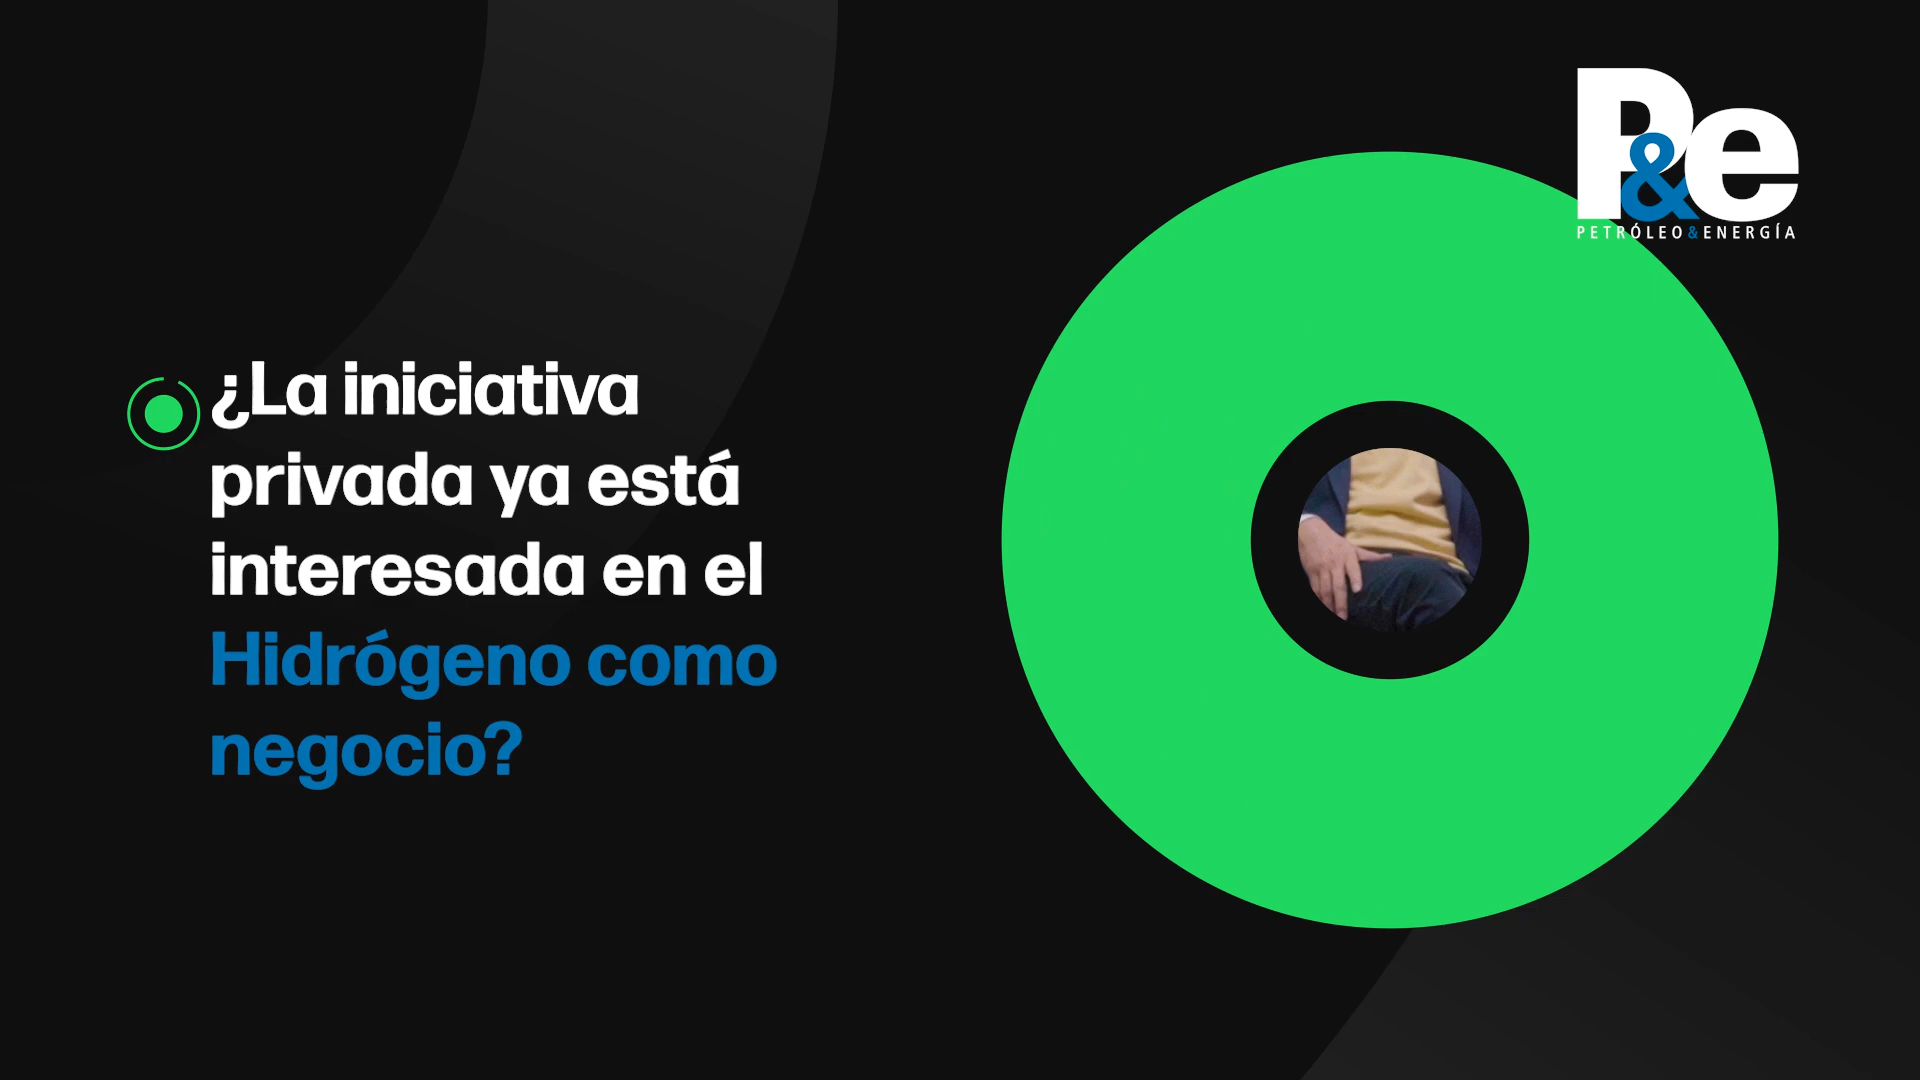 P&e
PETRÓLEO&ENERGÍA
¿La iniciativa
privada ya está
interesada en el
Hidrógeno como
negocio?